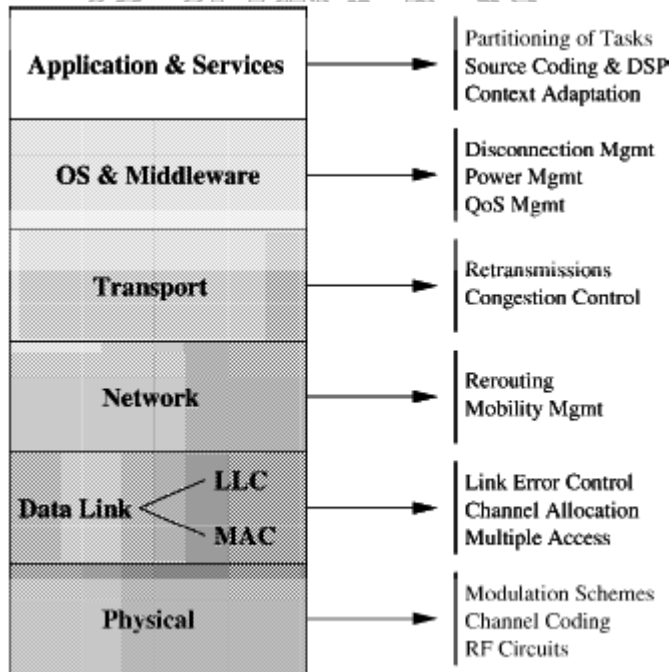 Application & Services
Partitioning of Tasks
Source Coding & DSP
Context Adaptation
OS & Middleware
Disconnection Mgmt
Power Mgmt
QoS Mgmt
Transport
Retransmissions
Congestion Control
Network
Rerouting
Mobility Mgmt
Data Link
LLC
MAC
Link Error Control
Channel Allocation
Multiple Access
Physical
Modulation Schemes
Channel Coding
RF Circuits